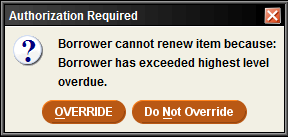 Authorization Required
Borrower cannot renew item because:
Borrower has exceeded highest level
overdue.
OVERRIDE Do Not Override